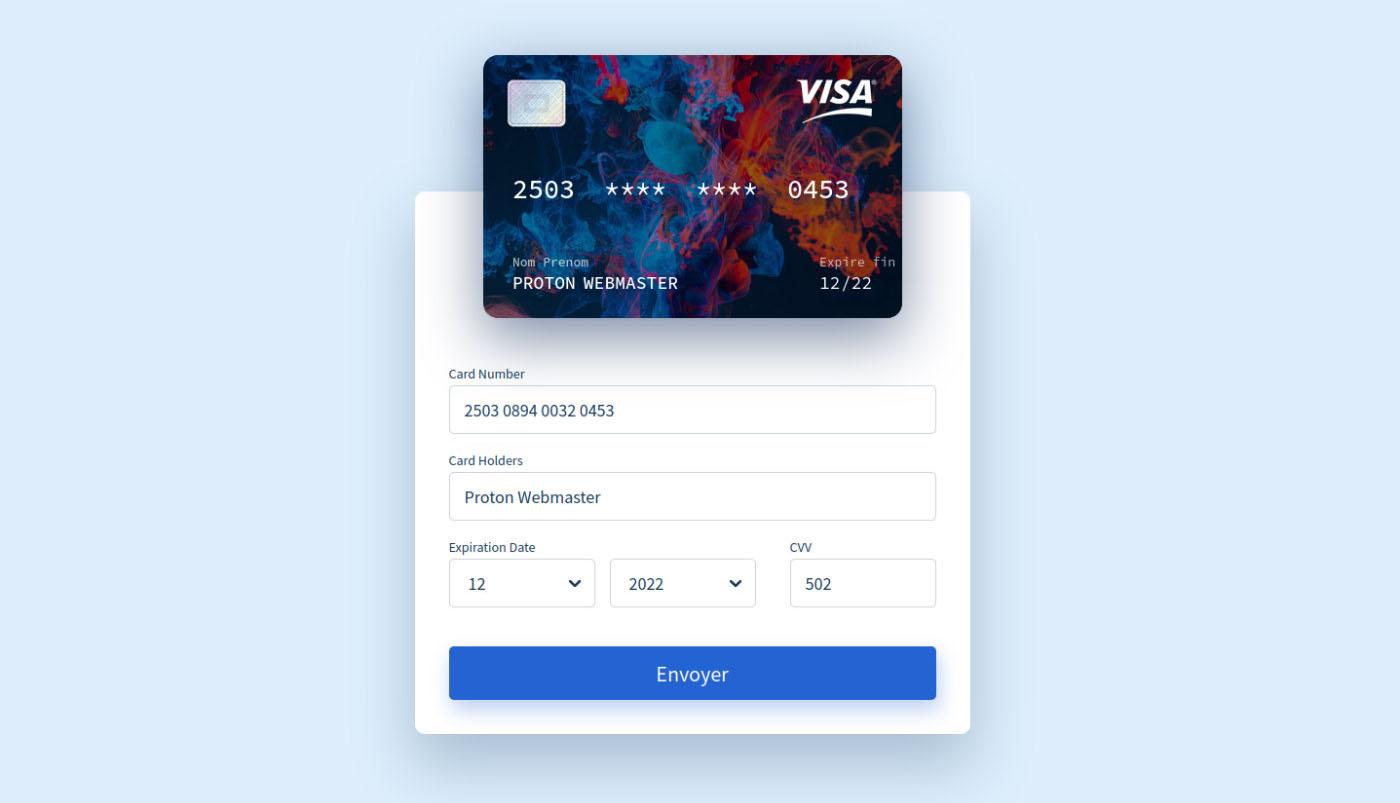 VISA
2503 **** **** 0453
Nom Prenom
Expire fin
PROTON WEBMASTER
12/22
Card Number
2503 0894 0032 0453
Card Holders
Proton Webmaster
Expiration Date
CVV
12
2022
502
Envoyer